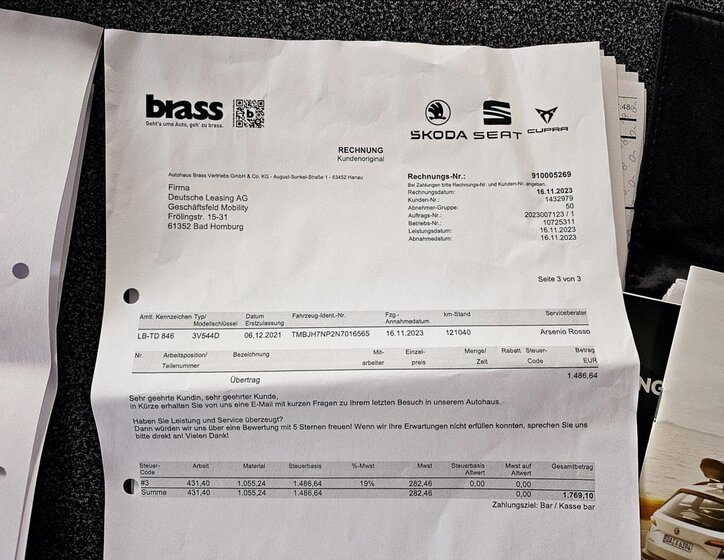 brass
Geht's ums Auto, geh' zu brass.
b
SKODA SEAT CUPRA
RECHNUNG
Kundenoriginal
Autohaus Brass Vertriebs GmbH & Co. KG - August-Sunkel-Straße 1 - 63452 Hanau
Firma
Deutsche Leasing AG
Geschäftsfeld Mobility
Frölingstr. 15-31
61352 Bad Homburg
Rechnungs-Nr.: 910005269
Bei Zahlungen bitte Rechnungs-Nr. und Kunden-Nr. angeben.
Rechnungsdatum: 16.11.2023
Kunden-Nr.: 1432979
Abnehmer-Gruppe: 50
Auftrags-Nr.: 2023007123 / 1
Betriebs-Nr.: 10725311
Leistungsdatum: 16.11.2023
Abnahmedatum: 16.11.2023
Seite 3 von 3
Amtl. Kennzeichen Typ/ Modellschlüssel Datum Erstzulassung Fahrzeug-Ident.-Nr. Fzg.- Annahmedatum km-Stand Serviceberater
LB-TD 846 3V544D 06.12.2021 TMBJH7NP2N7016565 16.11.2023 121040 Arsenio Rosso
Nr. Arbeitsposition/ Teilenummer Bezeichnung Mit- arbeiter Einzel- preis Menge/ Zeit Rabatt Steuer- Code Betrag EUR
Übertrag 1.486,64
Sehr geehrte Kundin, sehr geehrter Kunde,
in Kürze erhalten Sie von uns eine E-Mail mit kurzen Fragen zu Ihrem letzten Besuch in unserem Autohaus.
Haben Sie Leistung und Service überzeugt?
Dann würden wir uns über eine Bewertung mit 5 Sternen freuen! Wenn wir Ihre Erwartungen nicht erfüllen konnten, sprechen Sie uns
bitte direkt an! Vielen Dank!
Steuer- Code Arbeit Material Steuerbasis %-Mwst Mwst Steuerbasis Altwert Mwst auf Altwert Gesamtbetrag
#3 431,40 1.055,24 1.486,64 19% 282,46 0,00 0,00
Summe 431,40 1.055,24 1.486,64 282,46 0,00 1.769,10
Zahlungsziel: Bar / Kasse bar
:48
NG